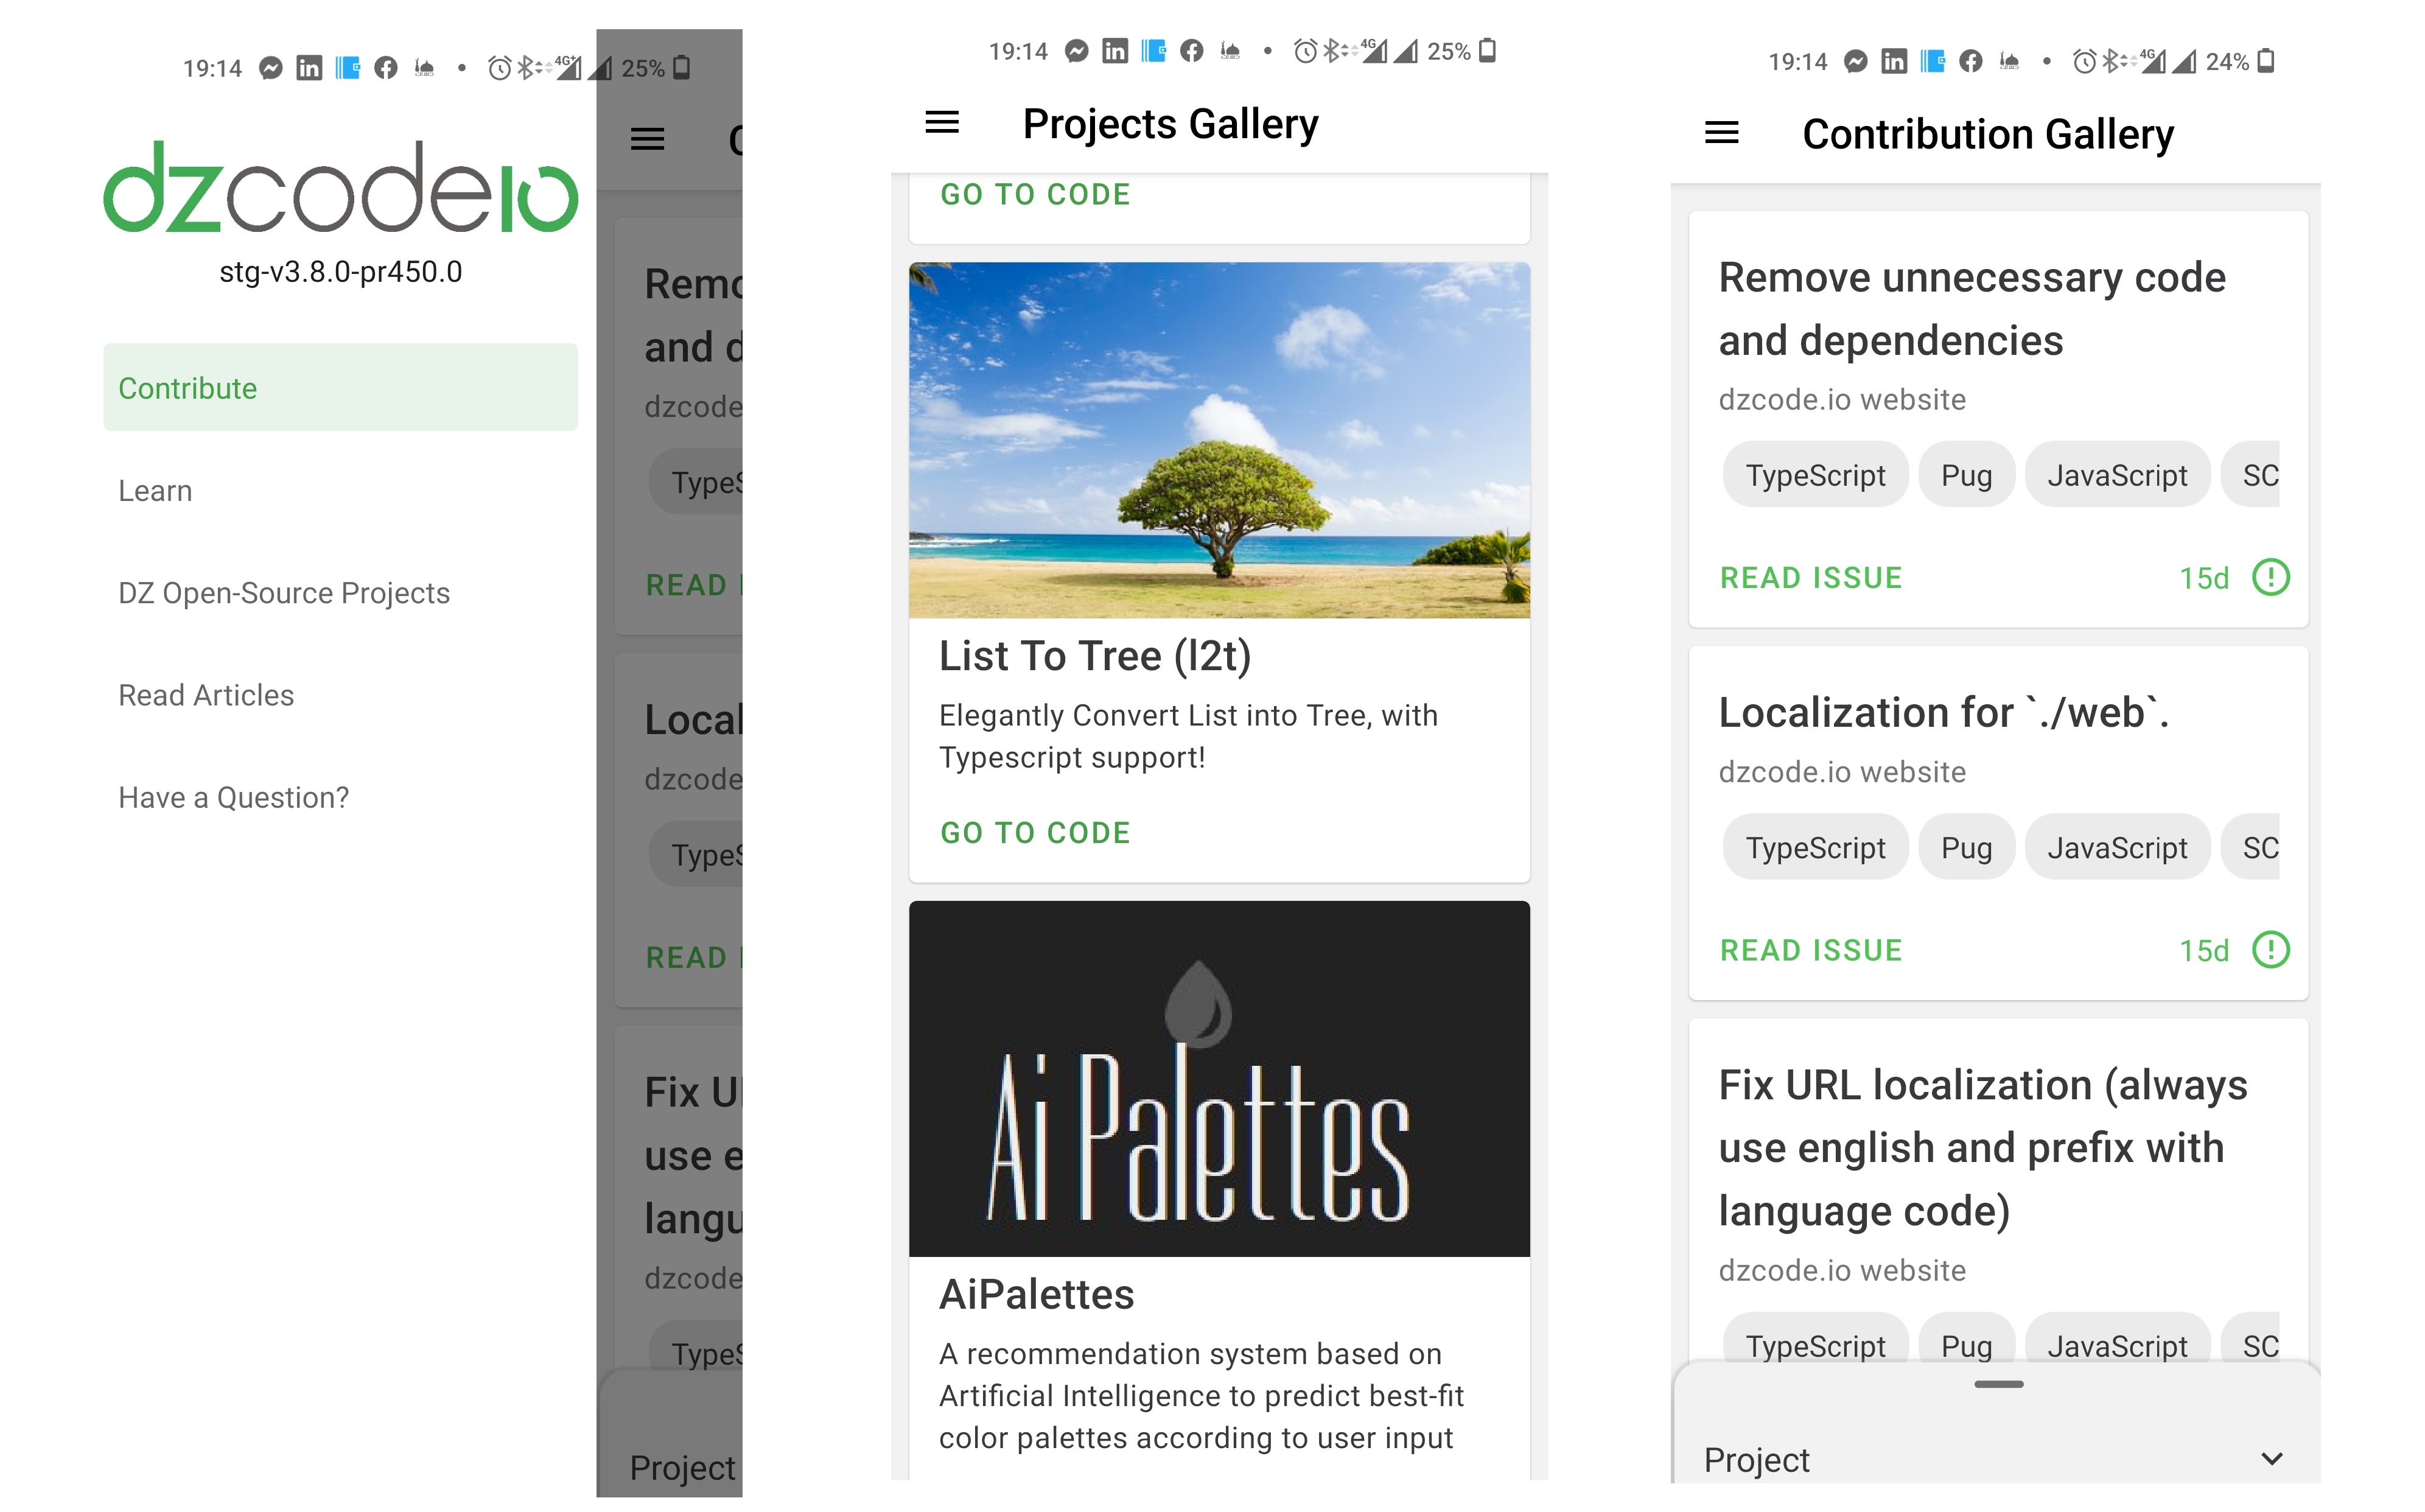 19:14 4G+ 25%
dzcodeio
stg-v3.8.0-pr450.0
Contribute
Learn
DZ Open-Source Projects
Read Articles
Have a Question?
and d
dzcode
READ
Local
dzcode
READ
Fix
use e
langu
dzcode
Project
19:14 4G 25%
Projects Gallery
GO TO CODE
List To Tree (l2t)
Elegantly Convert List into Tree, with
Typescript support!
GO TO CODE
Ai Palettes
AiPalettes
A recommendation system based on
Artificial Intelligence to predict best-fit
color palettes according to user input
19:14 4G 24%
Contribution Gallery
Remove unnecessary code
and dependencies
dzcode.io website
TypeScript Pug JavaScript SC
READ ISSUE 15d
Localization for `./web`.
dzcode.io website
TypeScript Pug JavaScript SC
READ ISSUE 15d
Fix URL localization (always
use english and prefix with
language code)
dzcode.io website
TypeScript Pug JavaScript SC
Project